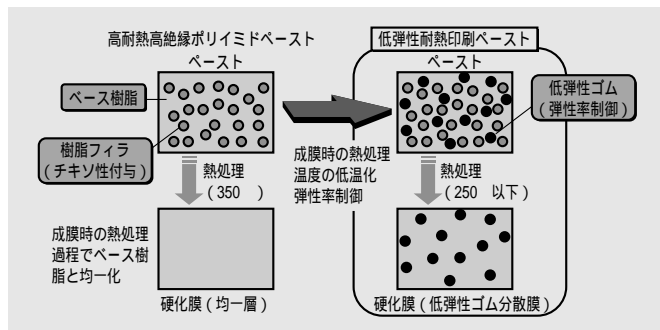 高耐熱高絶縁ポリイミドペースト
ペースト
ベース樹脂
樹脂フィラ
（チキソ性付与）
熱処理
（350　）
成膜時の熱処理
過程でベース樹
脂と均一化
硬化膜（均一層）
成膜時の熱処理
温度の低温化
弾性率制御
低弾性耐熱印刷ペースト
ペースト
低弾性ゴム
（弾性率制御）
熱処理
（250　以下）
硬化膜（低弾性ゴム分散膜）